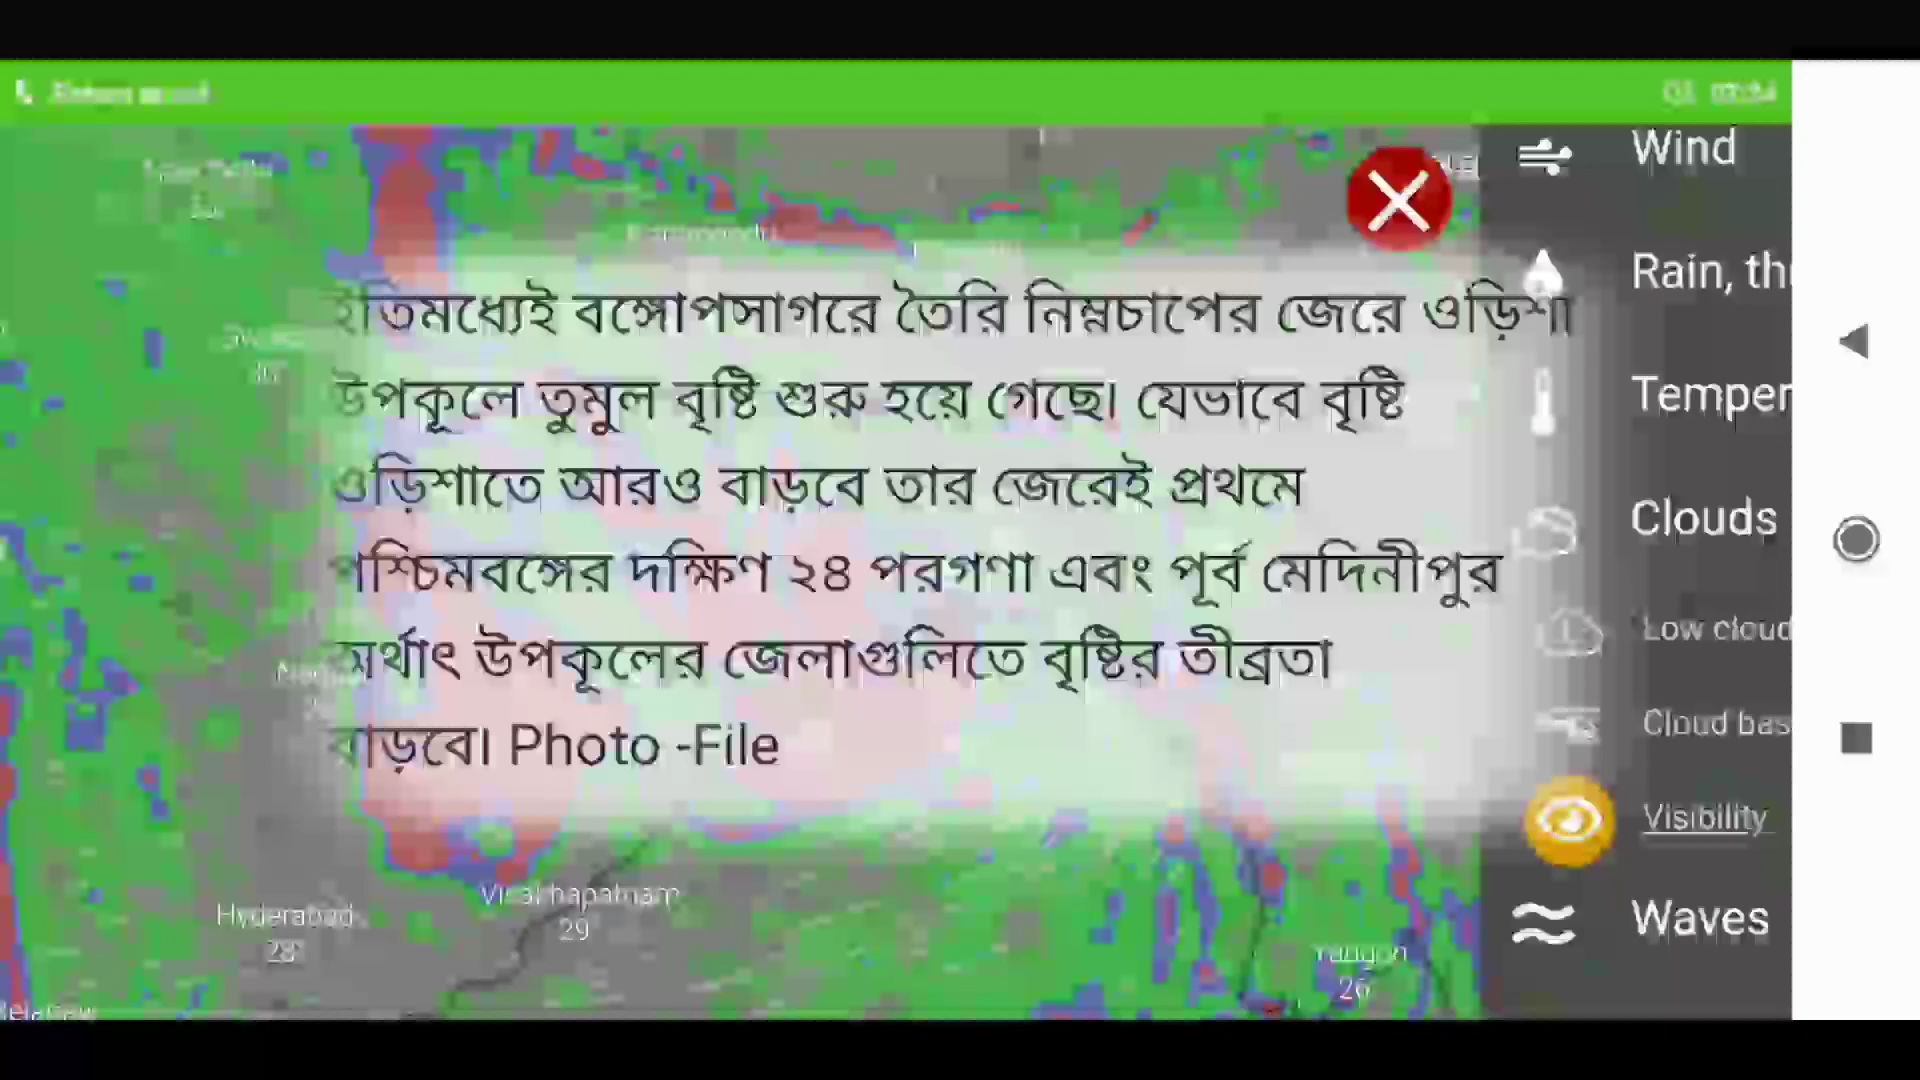 Wind
Rain, th
ইতিমধ্যেই বঙ্গোপসাগরে তৈরি নিম্নচাপের জেরে ওড়িশা
উপকূলে তুমুল বৃষ্টি শুরু হয়ে গেছে। যেভাবে বৃষ্টি
Temper
ওড়িশাতে আরও বাড়বে তার জেরেই প্রথমে
Clouds
পশ্চিমবঙ্গের দক্ষিণ ২৪ পরগণা এবং পূর্ব মেদিনীপুর
Low cloud
অর্থাৎ উপকূলের জেলাগুলিতে বৃষ্টির তীব্রতা
Cloud bas
বাড়বে। Photo -File
Visibility
Visakhapatnam
29
Hyderabad
28°
Waves
Yangon
26